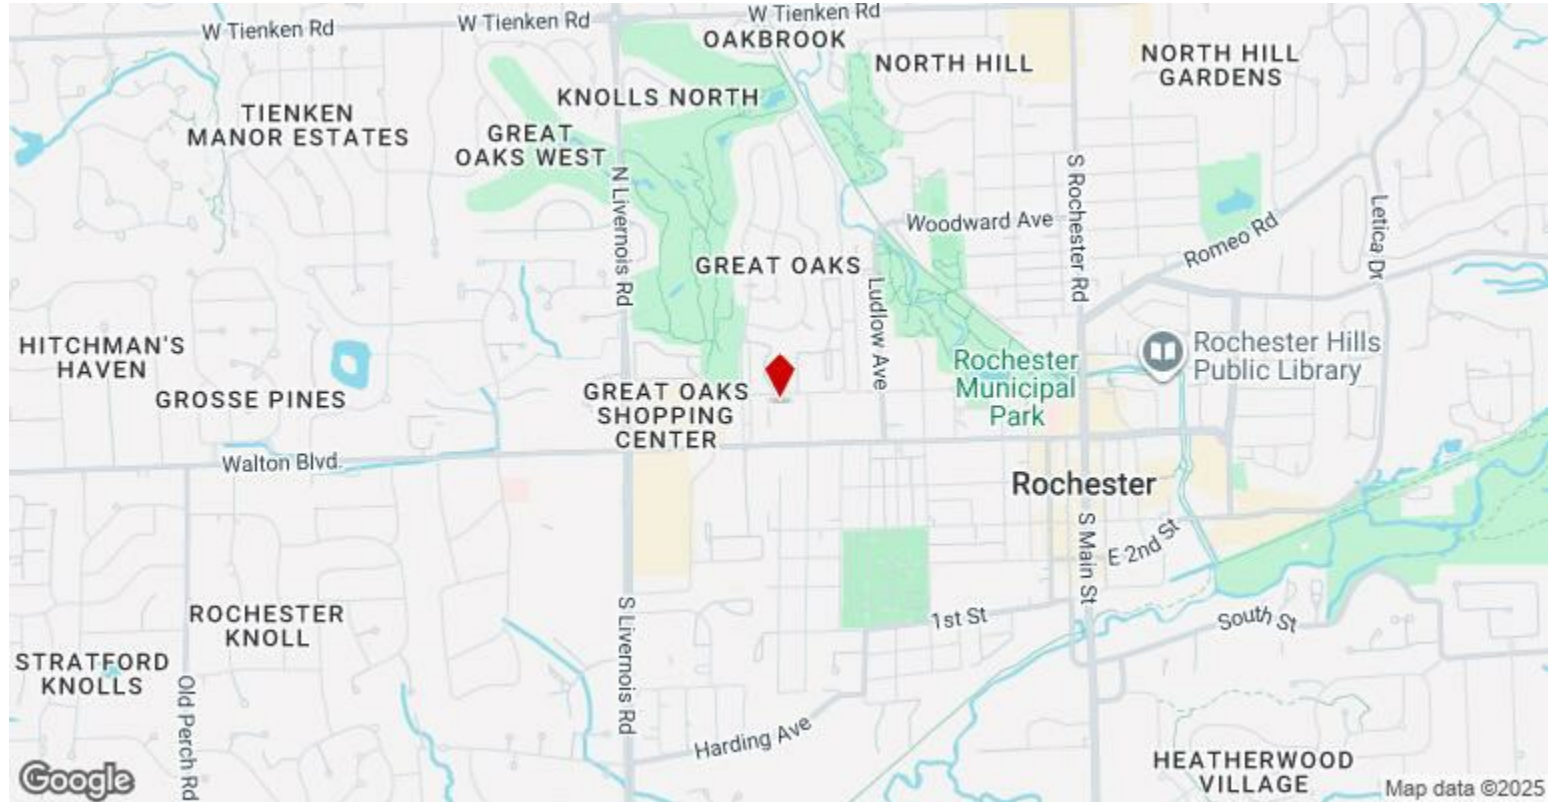 W Tienken Rd
W Tienken Rd
W Tienken Rd
OAKBROOK
NORTH HILL
NORTH HILL
GARDENS
KNOLLS NORTH
TIENKEN
MANOR ESTATES
GREAT
OAKS WEST
N Livernois Rd
S Rochester Rd
Woodward Ave
Romeo Rd
Letica Dr
GREAT OAKS
Ludlow Ave
HITCHMAN'S
HAVEN
GROSSE PINES
GREAT OAKS
SHOPPING
CENTER
Rochester
Municipal
Park
Rochester Hills
Public Library
Walton Blvd.
Rochester
S Main St
E 2nd St
1st St
South St
ROCHESTER
KNOLL
STRATFORD
KNOLLS
Old Perch Rd
S Livernois Rd
Harding Ave
HEATHERWOOD
VILLAGE
Google
Map data ©2025